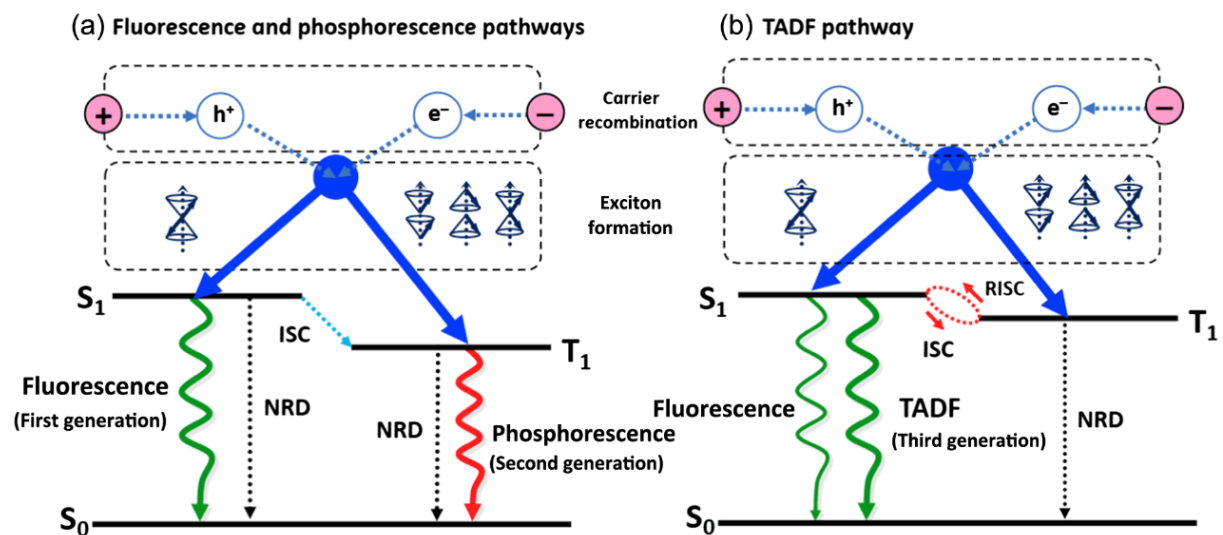 (a) Fluorescence and phosphorescence pathways
+
h⁺
e⁻
−
Carrier
recombination
Exciton
formation
S₁
ISC
T₁
Fluorescence
(First generation)
NRD
NRD
Phosphorescence
(Second generation)
S₀
(b) TADF pathway
+
h⁺
e⁻
−
S₁
RISC
ISC
T₁
Fluorescence
TADF
(Third generation)
NRD
S₀